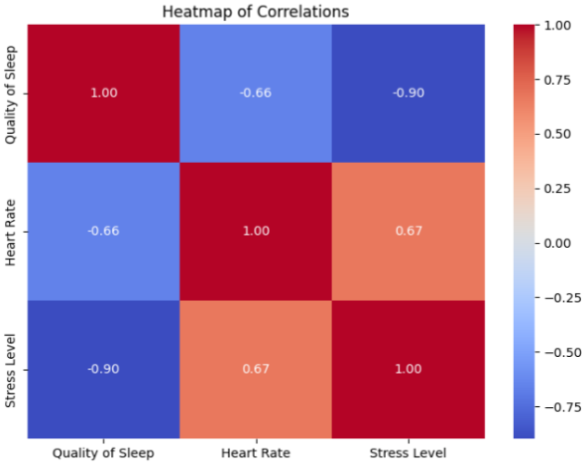 Heatmap of Correlations
Quality of Sleep
1.00
-0.66
-0.90
Heart Rate
-0.66
1.00
0.67
Stress Level
-0.90
0.67
1.00
Quality of Sleep
Heart Rate
Stress Level
1.00
0.75
0.50
0.25
0.00
−0.25
−0.50
−0.75